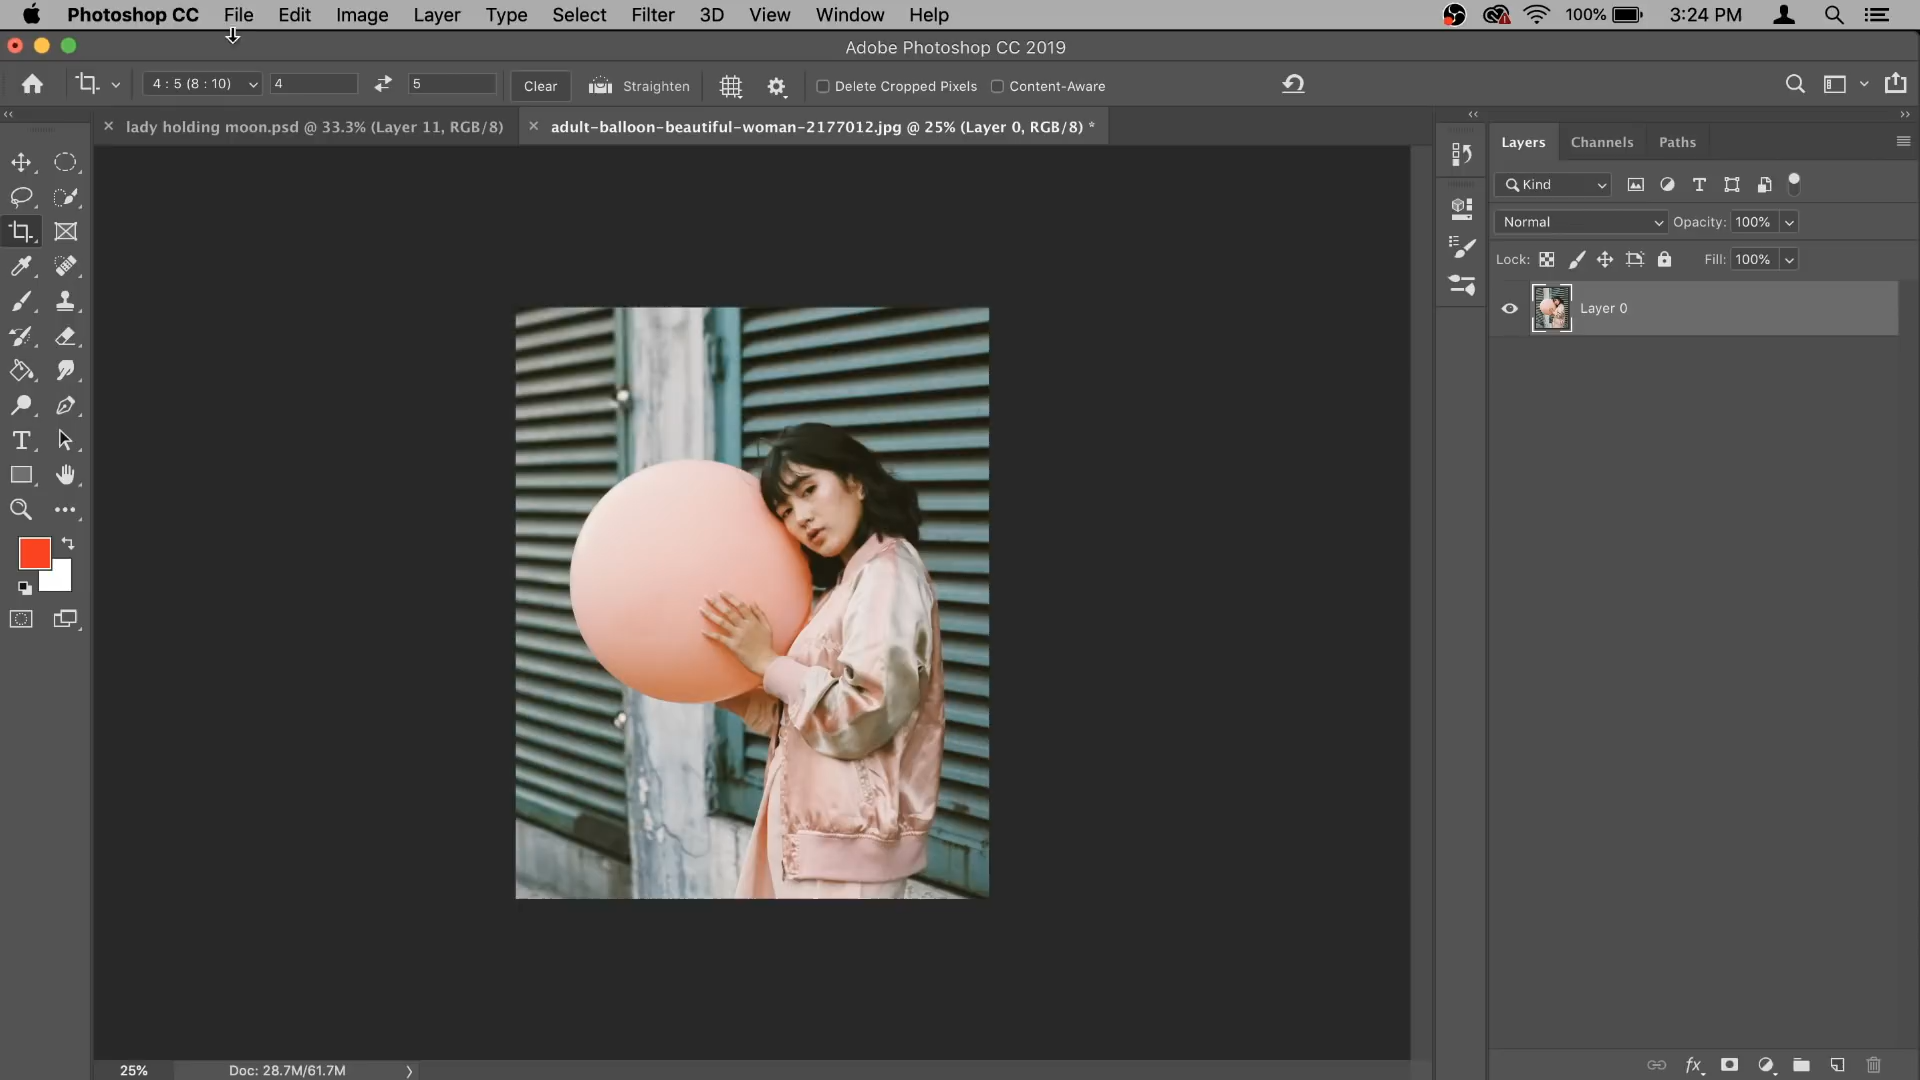 Photoshop CC File Edit Image Layer Type Select Filter 3D View Window Help 100% 3:24 PM
Adobe Photoshop CC 2019
4 : 5 (8 : 10) 4 5 Clear Straighten Delete Cropped Pixels Content-Aware
lady holding moon.psd @ 33.3% (Layer 11, RGB/8) adult-balloon-beautiful-woman-2177012.jpg @ 25% (Layer 0, RGB/8) *
Layers Channels Paths
Kind
Normal Opacity: 100%
Lock: Fill: 100%
Layer 0
25% Doc: 28.7M/61.7M